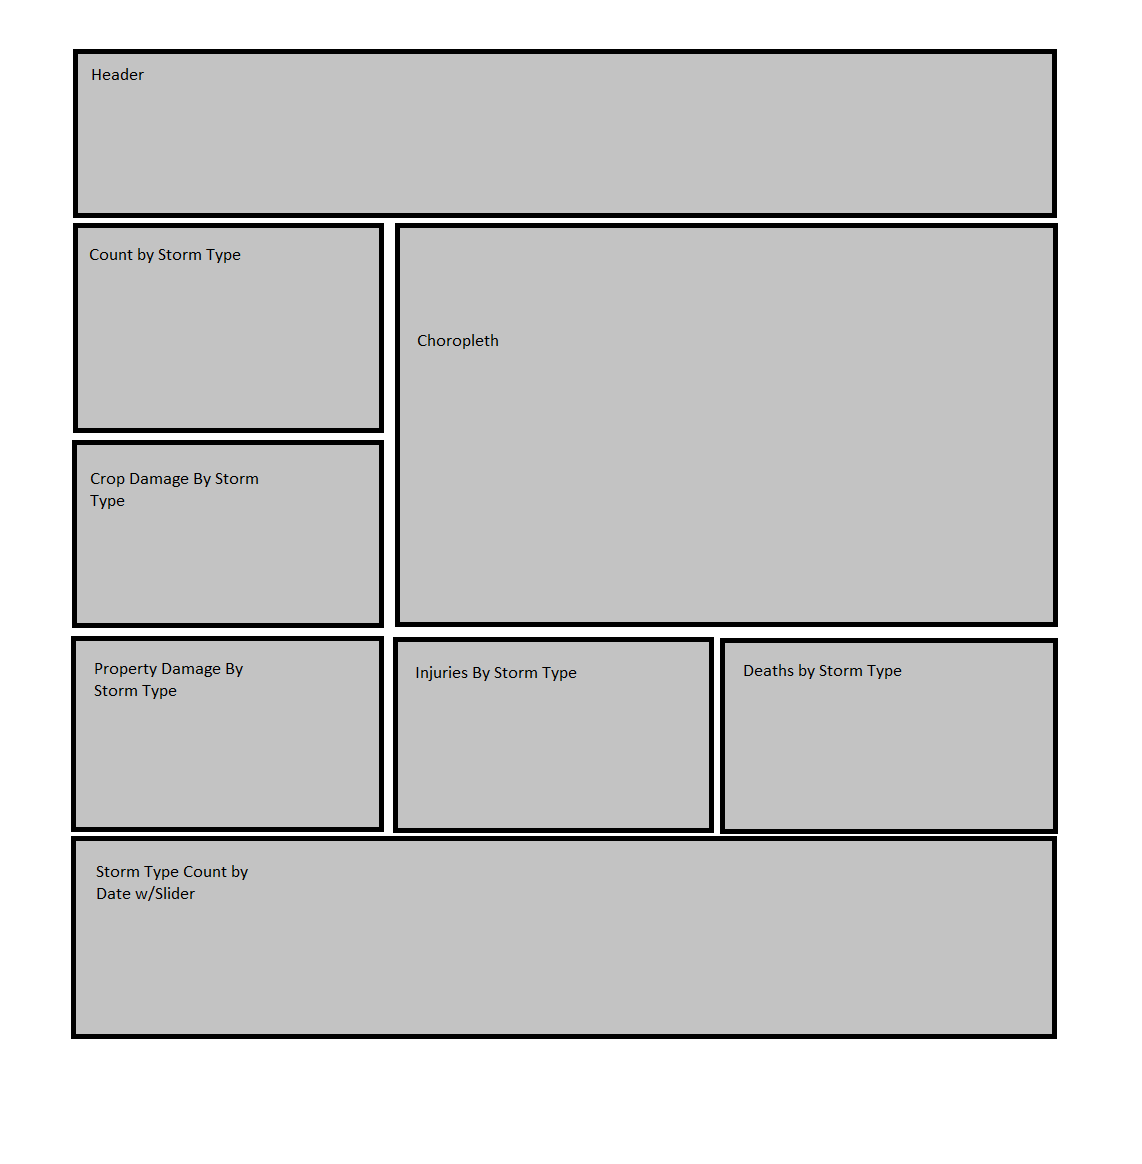 Header
Count by Storm Type
Choropleth
Crop Damage By Storm
Type
Property Damage By
Storm Type
Injuries By Storm Type
Deaths by Storm Type
Storm Type Count by
Date w/Slider